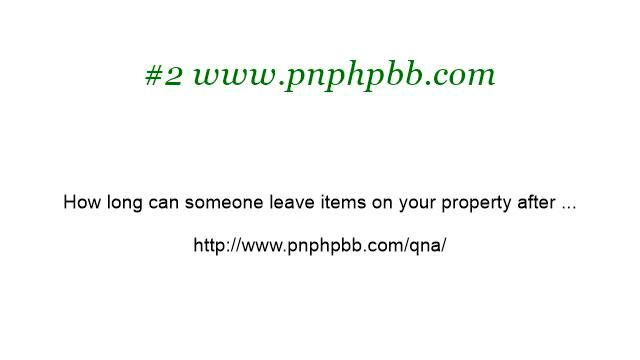 #2 www.pnphpbb.com
How long can someone leave items on your property after ...
http://www.pnphpbb.com/qna/